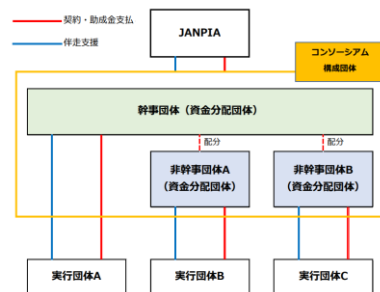 契約・助成金支払
伴走支援
JANPIA
コンソーシアム
構成団体
幹事団体（資金分配団体）
配分
配分
非幹事団体A
（資金分配団体）
非幹事団体B
（資金分配団体）
実行団体A
実行団体B
実行団体C